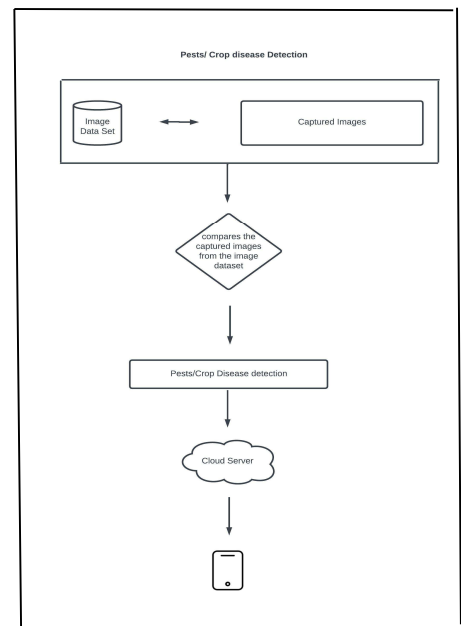 Pests/ Crop disease Detection
Image
Data Set
Captured Images
compares the
captured images
from the image
dataset
Pests/Crop Disease detection
Cloud Server